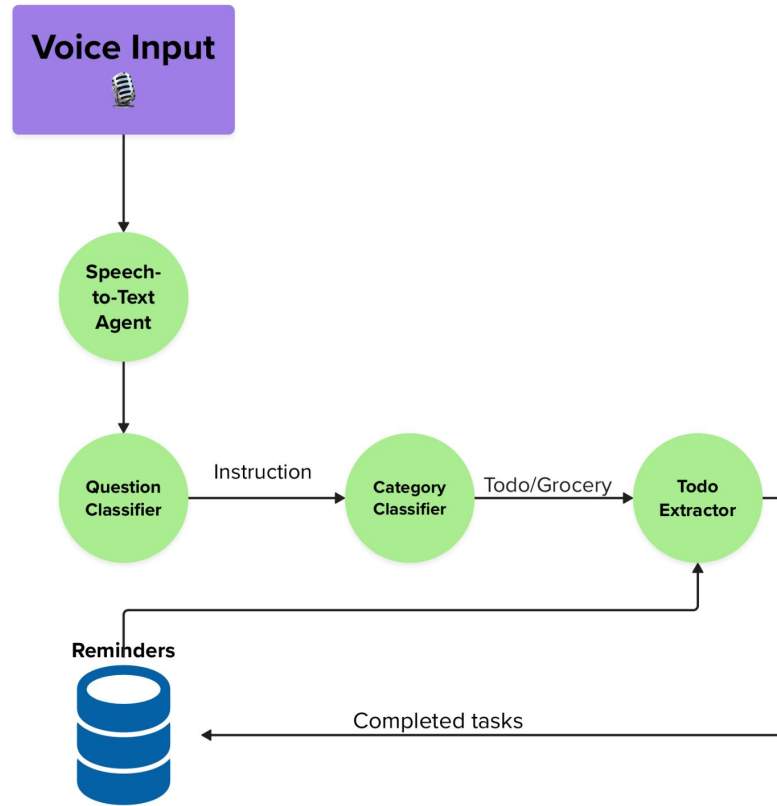 Voice Input
Speech-
to-Text
Agent
Question
Classifier
Instruction
Category
Classifier
Todo/Grocery
Todo
Extractor
Reminders
Completed tasks